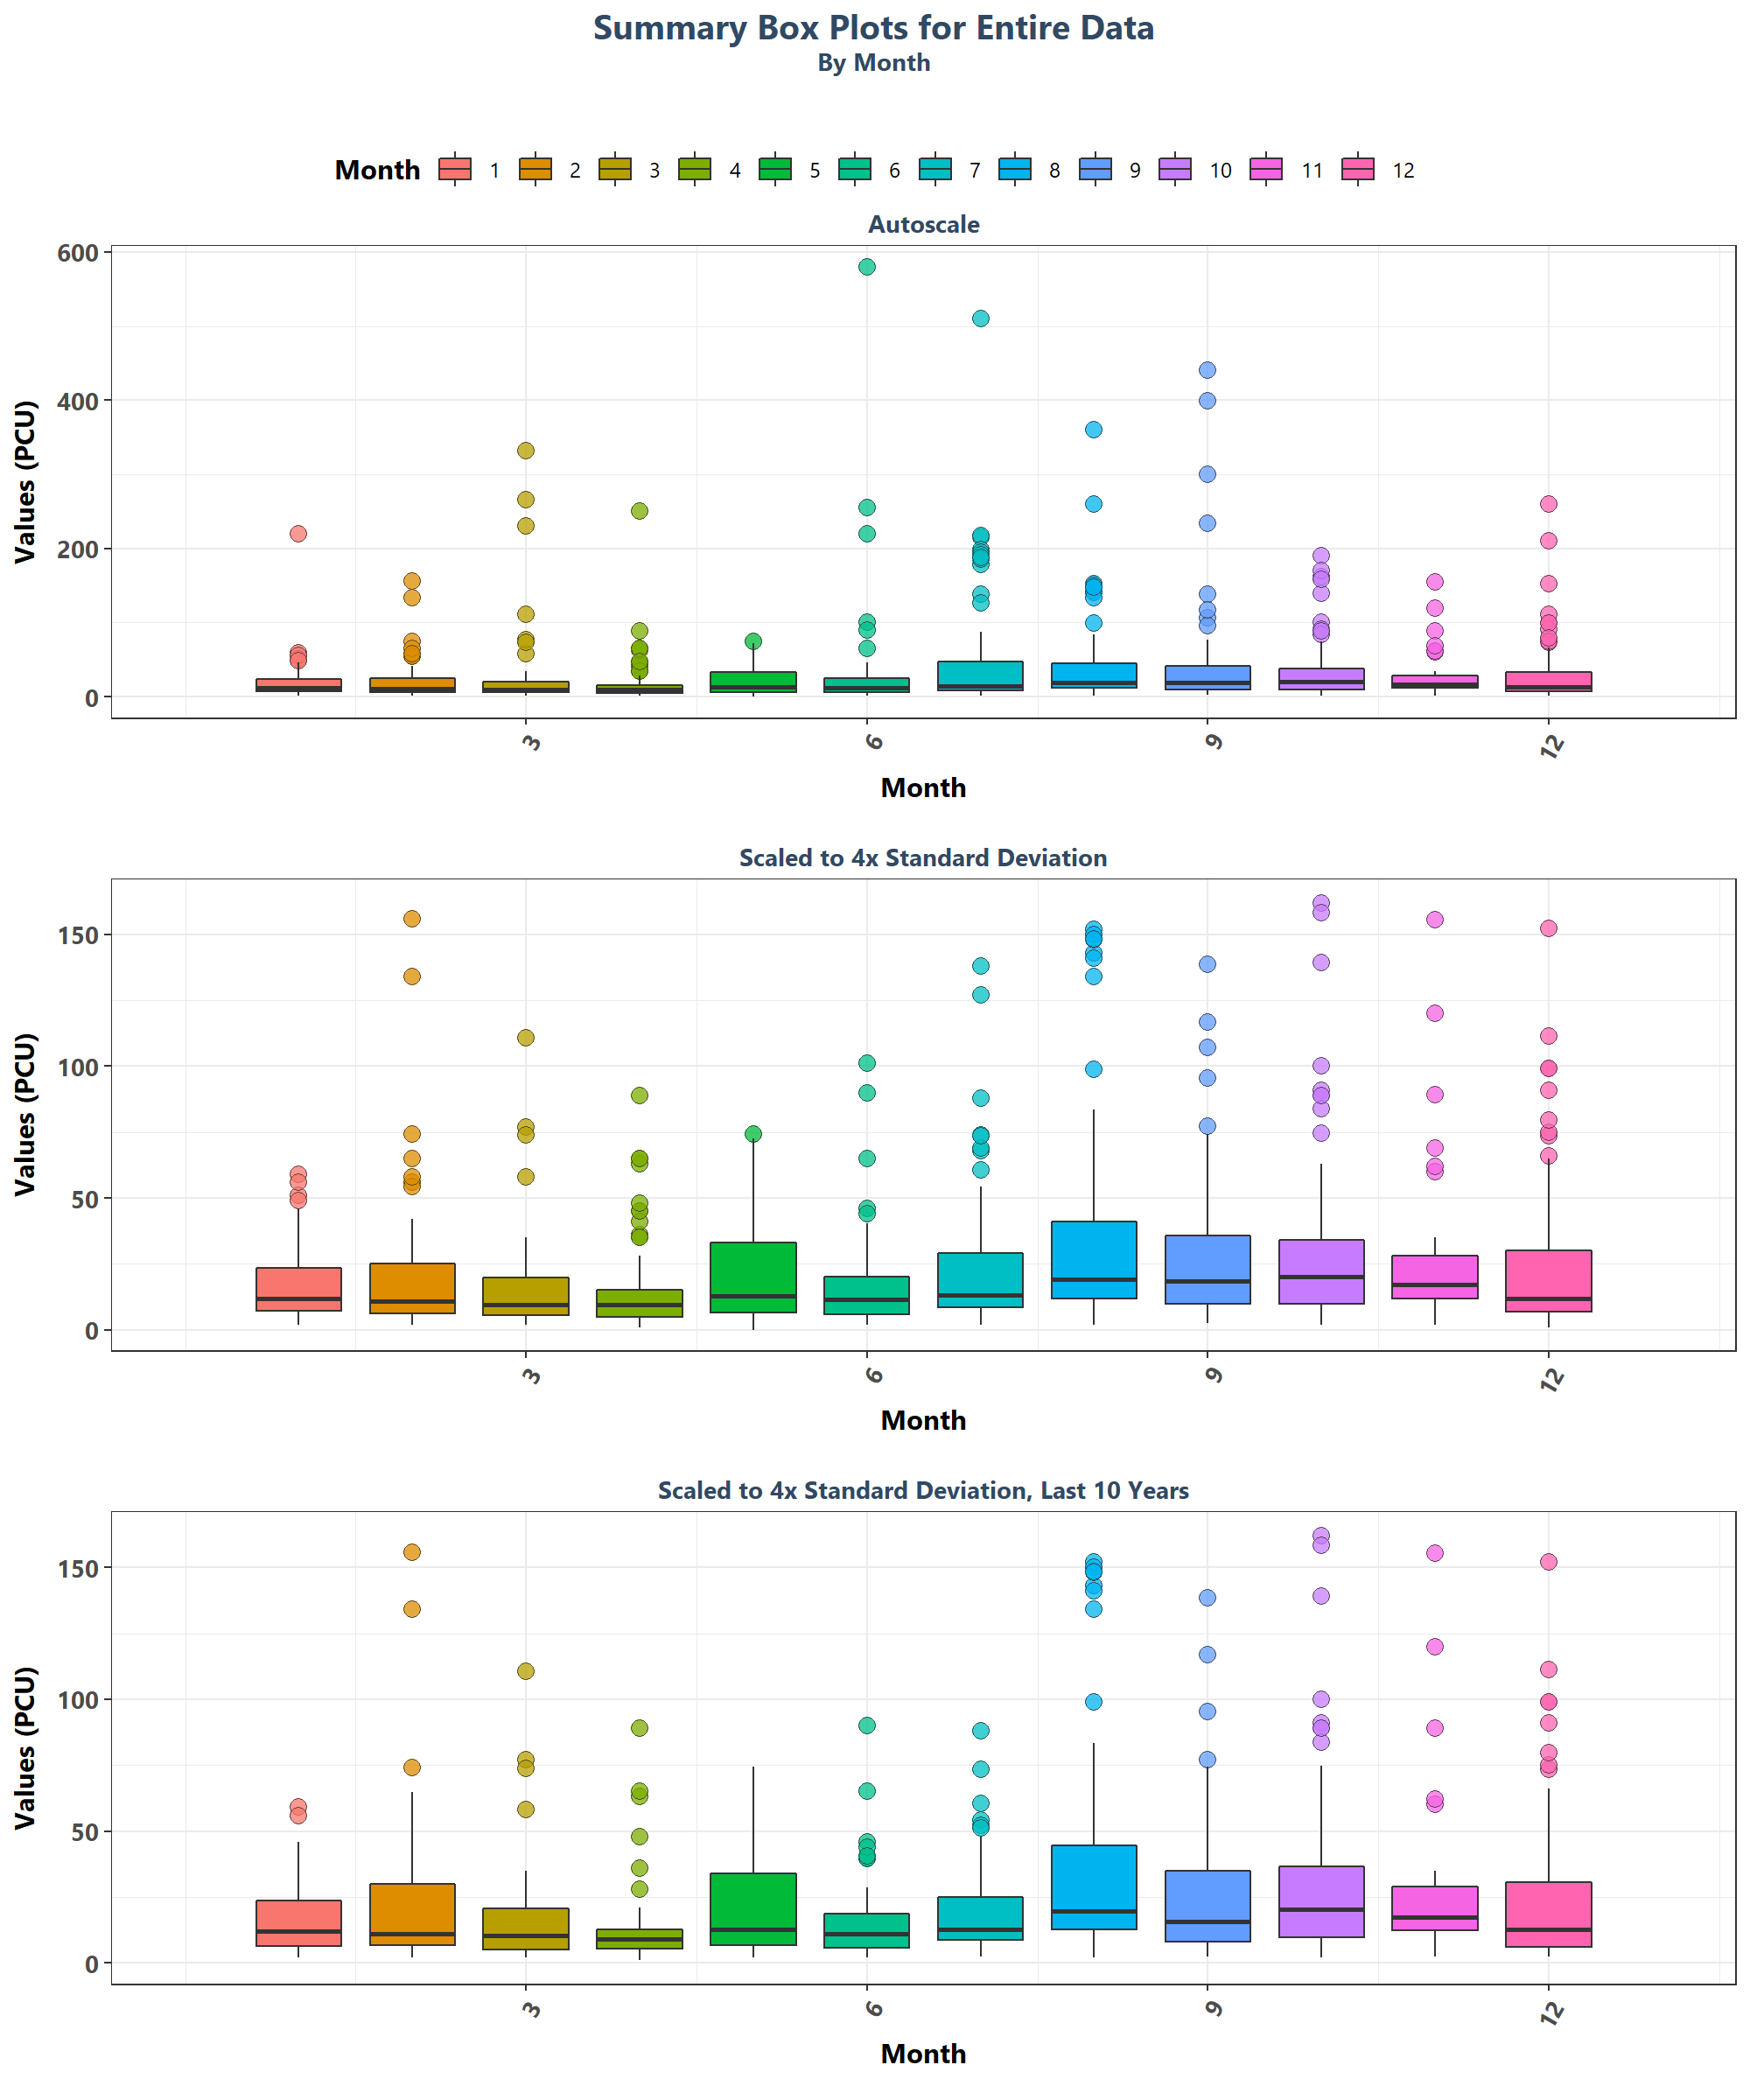 Summary Box Plots for Entire Data
By Month
Month 1 2 3 4 5 6 7 8 9 10 11 12
Autoscale
Values (PCU)
600
400
200
0
3 6 9 12
Month
Scaled to 4x Standard Deviation
Values (PCU)
150
100
50
0
3 6 9 12
Month
Scaled to 4x Standard Deviation, Last 10 Years
Values (PCU)
150
100
50
0
3 6 9 12
Month